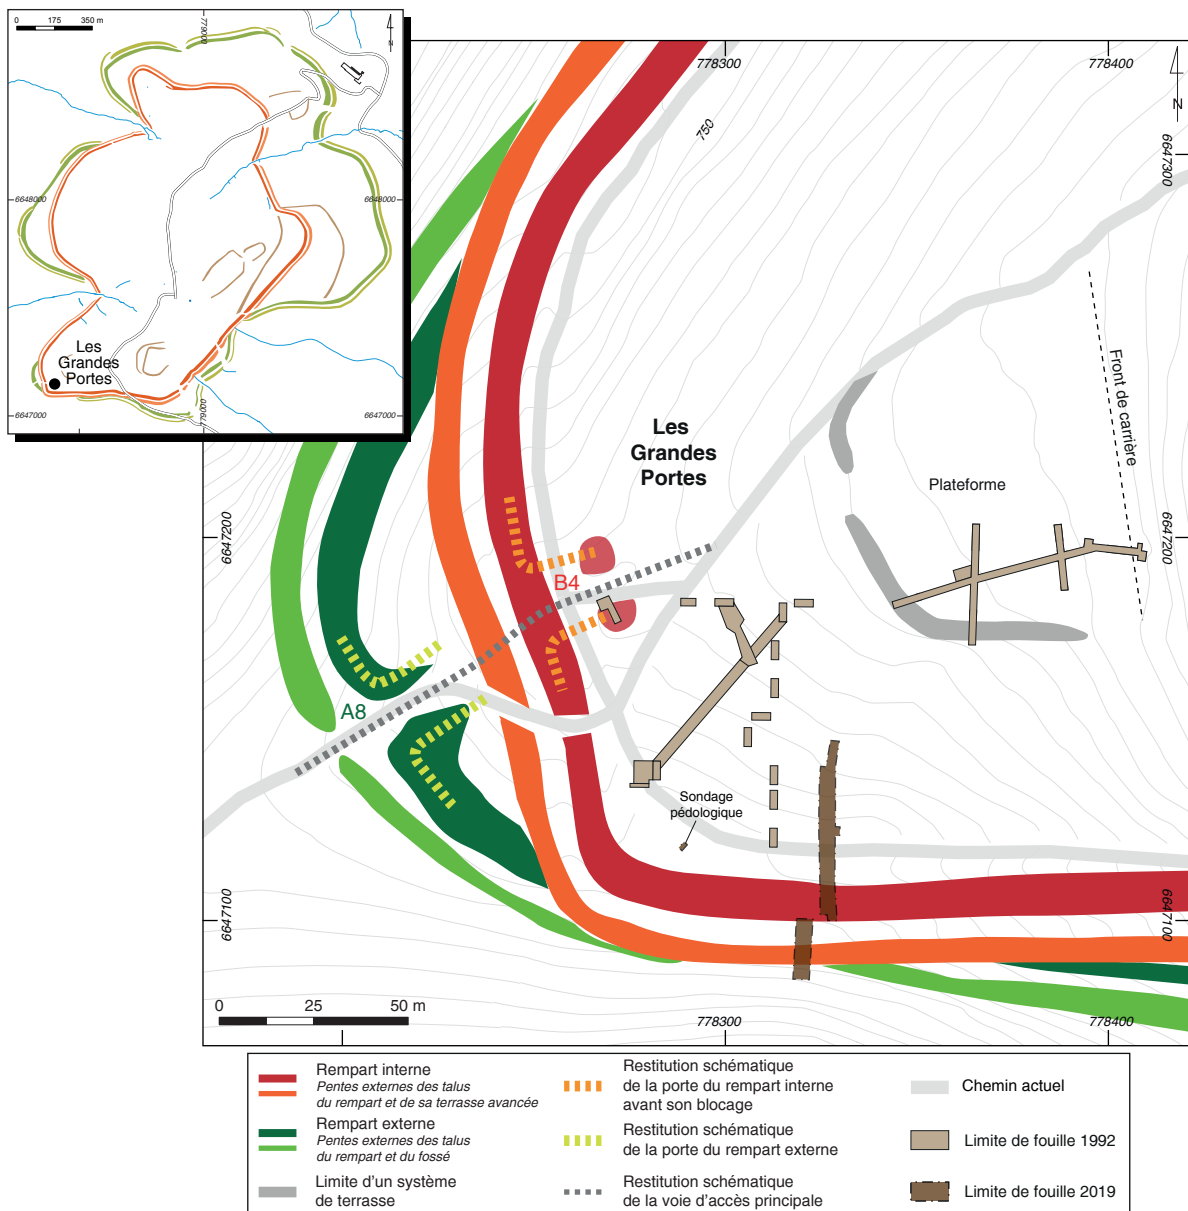 0 175 350 m
779000
N
6648000
6648000
Les
Grandes
Portes
6647000
779000
6647000
778300
778400
N
750
6647300
Les
Grandes
Portes
Front de carrière
Plateforme
6647200
6647200
B4
A8
Sondage
pédologique
6647100
6647100
0 25 50 m
778300
778400
Rempart interne
Pentes externes des talus
du rempart et de sa terrasse avancée
Rempart externe
Pentes externes des talus
du rempart et du fossé
Limite d'un système
de terrasse
Restitution schématique
de la porte du rempart interne
avant son blocage
Restitution schématique
de la porte du rempart externe
Restitution schématique
de la voie d'accès principale
Chemin actuel
Limite de fouille 1992
Limite de fouille 2019